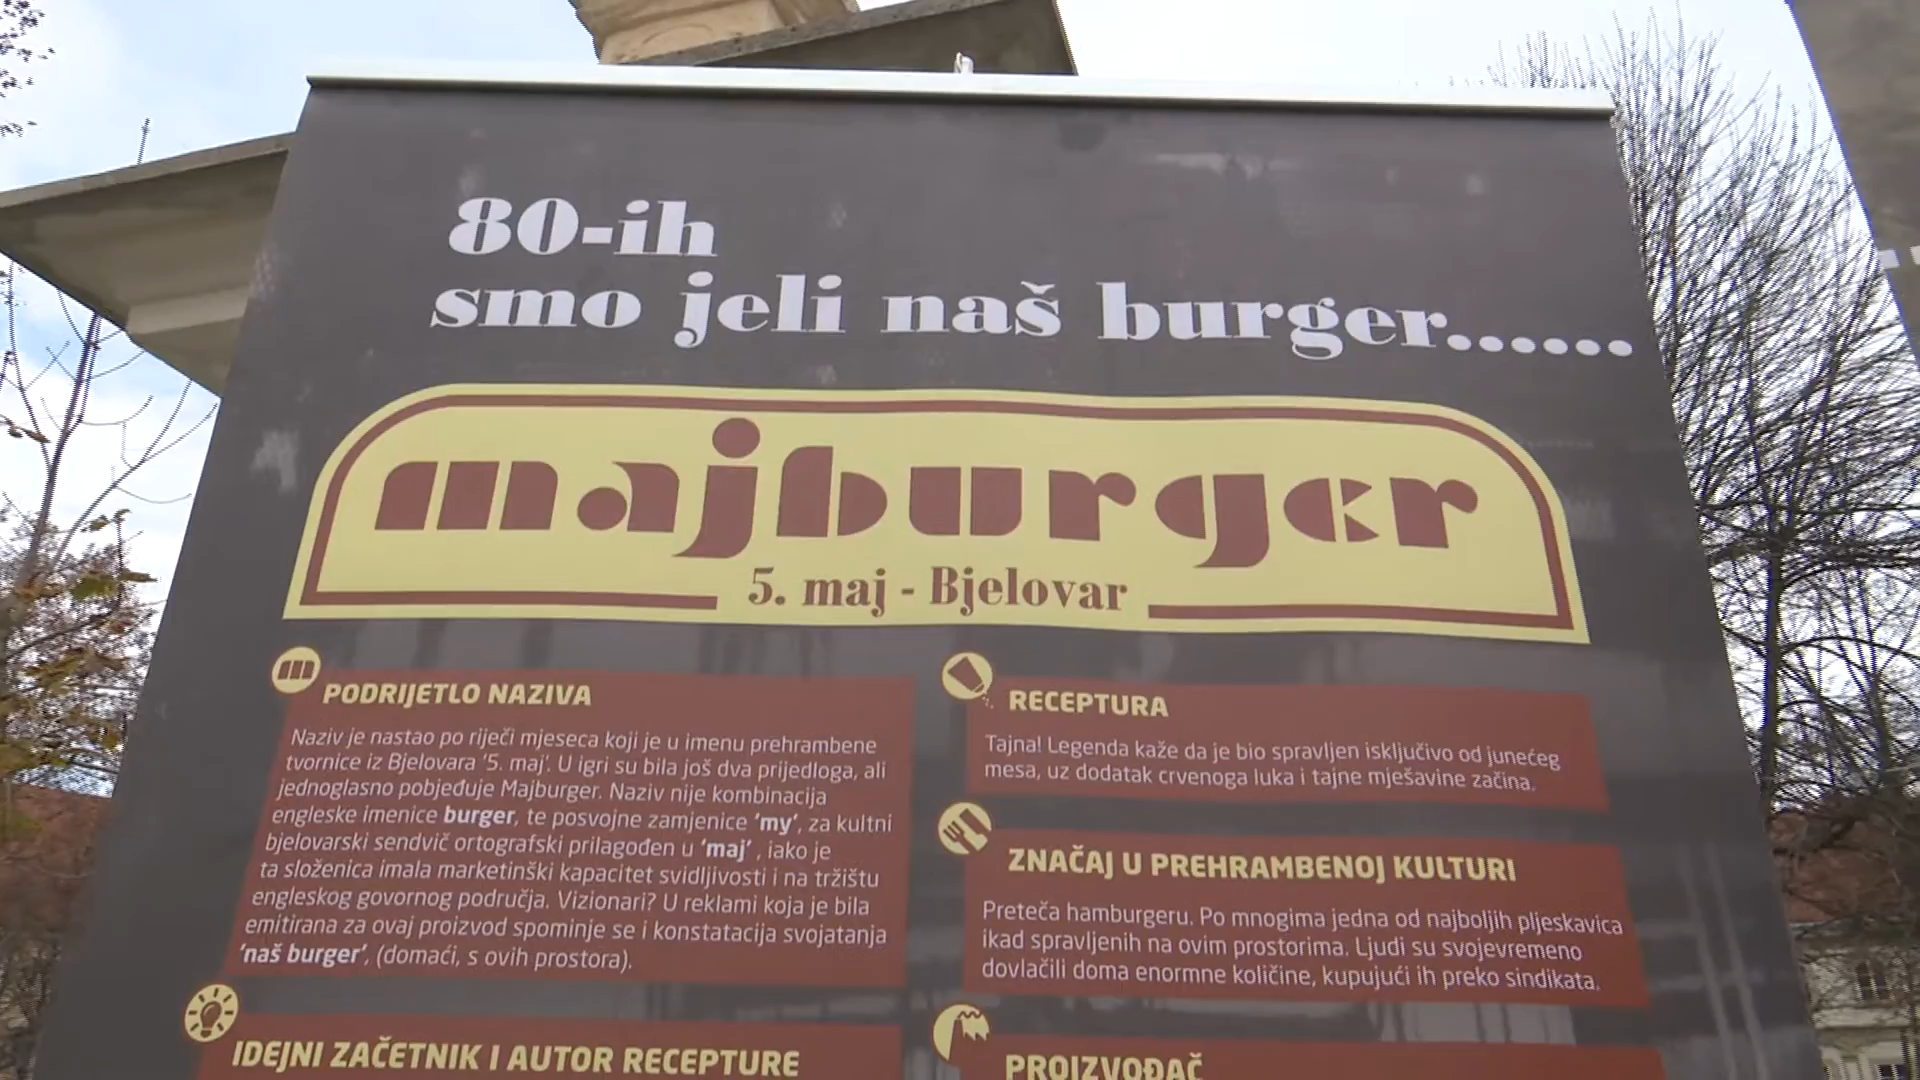 80-ih
smo jeli naš burger......
majburger
5. maj - Bjelovar
PODRIJETLO NAZIVA
Naziv je nastao po riječi mjeseca koji je u imenu prehrambene
tvornice iz Bjelovara '5. maj'. U igri su bila još dva prijedloga, ali
jednoglasno pobjeđuje Majburger. Naziv nije kombinacija
engleske imenice burger, te posvojne zamjenice 'my', za kultni
bjelovarski sendvič ortografski prilagođen u 'maj' , iako je
ta složenica imala marketinški kapacitet svidljivosti i na tržištu
engleskog govornog područja. Vizionari? U reklami koja je bila
emitirana za ovaj proizvod spominje se i konstatacija svojatanja
'naš burger', (domaći, s ovih prostora).
IDEJNI ZAČETNIK I AUTOR RECEPTURE
RECEPTURA
Tajna! Legenda kaže da je bio spravljen isključivo od junećeg
mesa, uz dodatak crvenoga luka i tajne mješavine začina.
ZNAČAJ U PREHRAMBENOJ KULTURI
Preteča hamburgeru. Po mnogima jedna od najboljih pljeskavica
ikad spravljenih na ovim prostorima. Ljudi su svojevremeno
dovlačili doma enormne količine, kupujući ih preko sindikata.
PROIZVOĐAČ